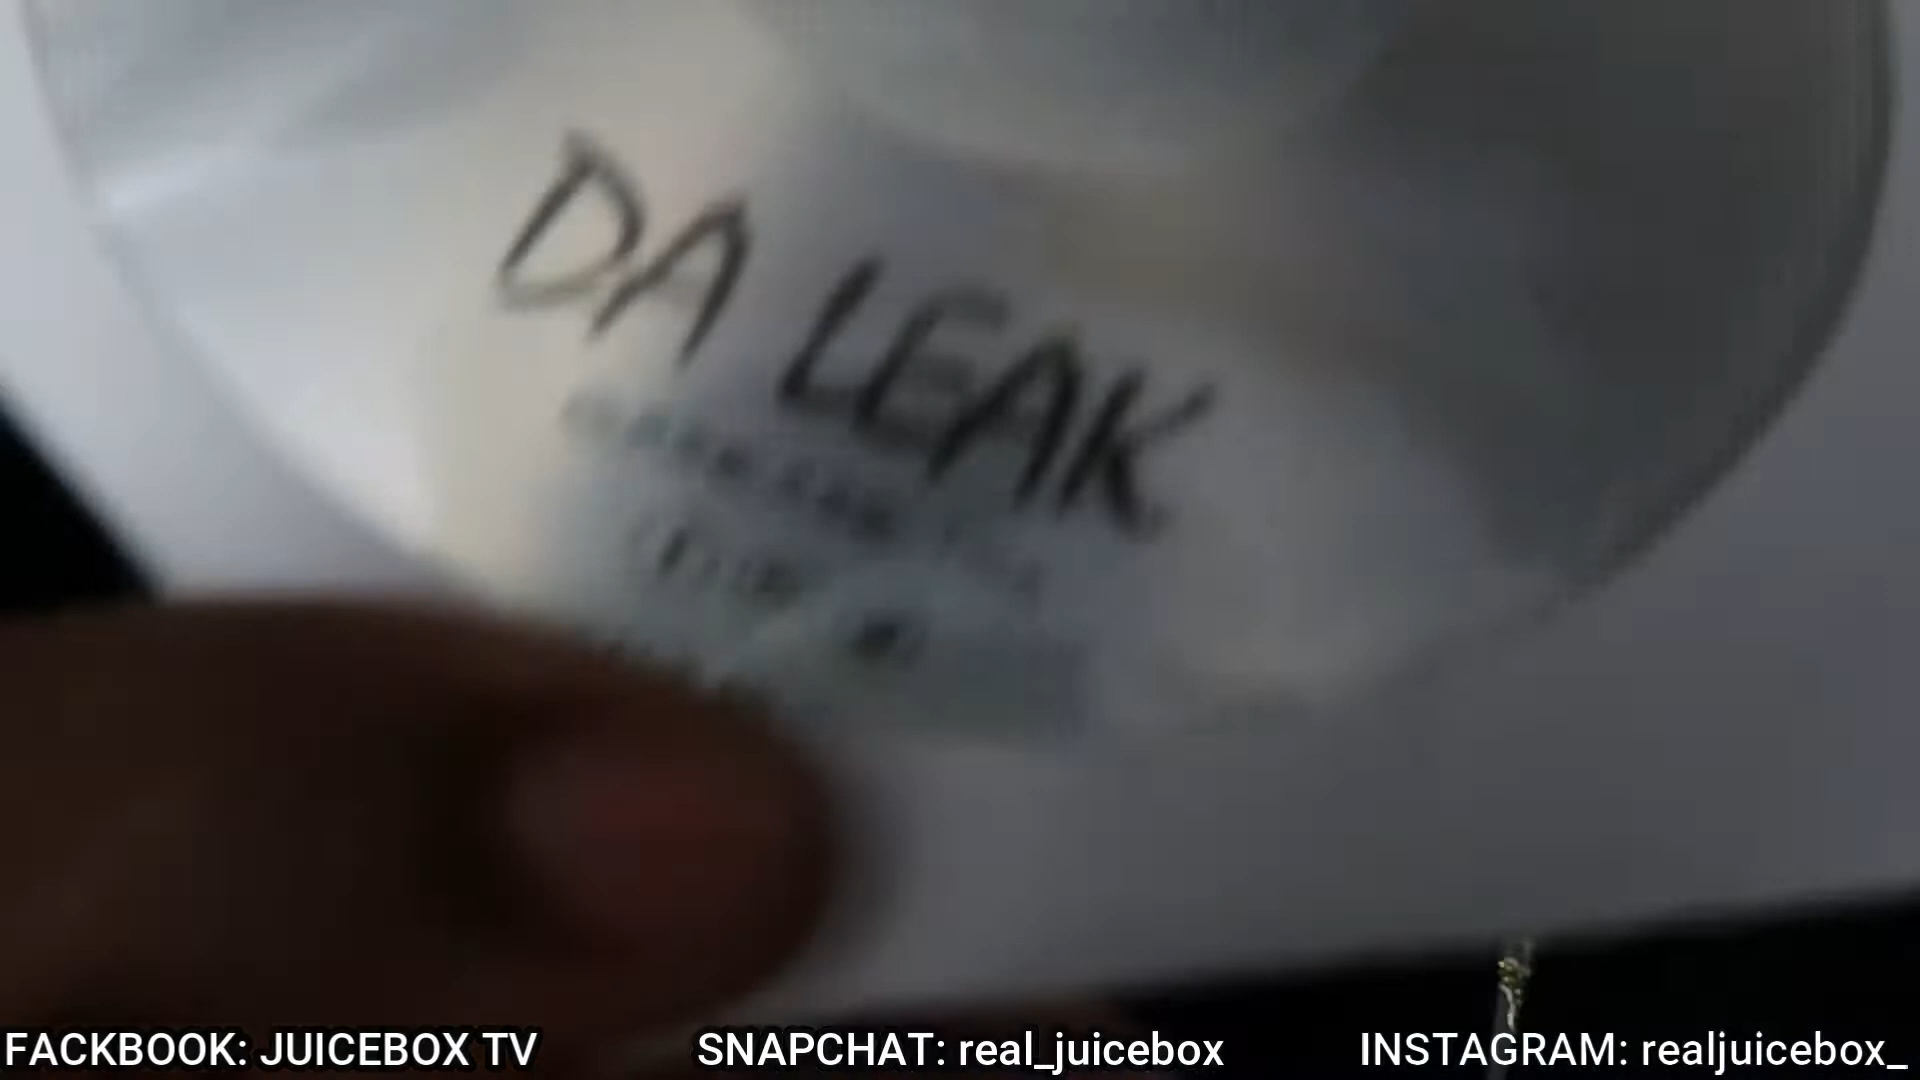 DA LEAK
FACKBOOK: JUICEBOX TV
SNAPCHAT: real_juicebox
INSTAGRAM: realjuicebox_